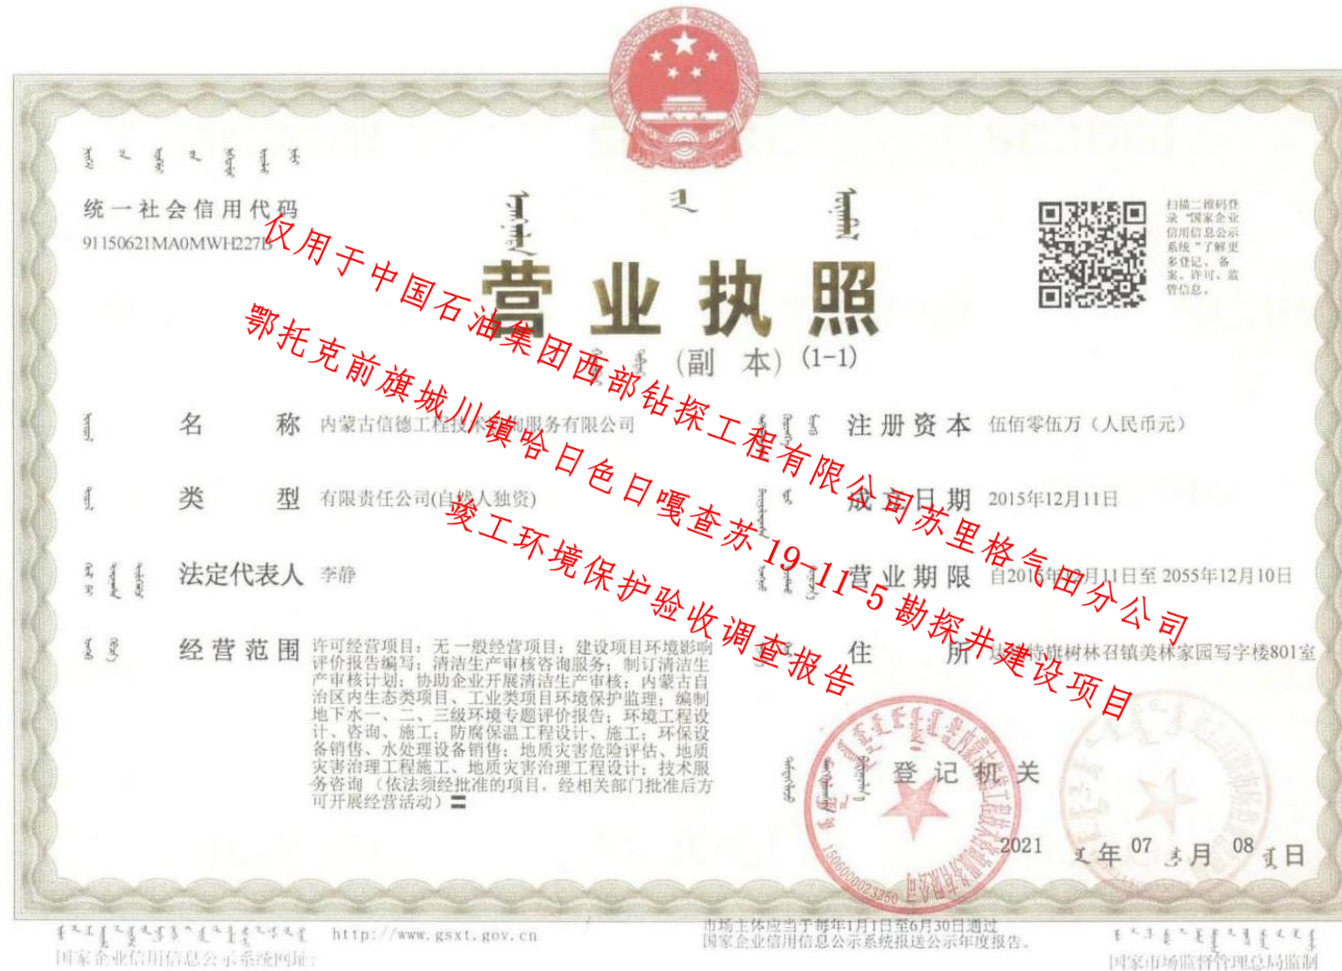 统一社会信用代码
91150621MA0MWH227B
营业执照
(副 本) (1-1)
扫描二维码登
录“国家企业
信用信息公示
系统”了解更
多登记、备
案、许可、监
管信息。
仅用于中国石油集团西部钻探工程有限公司苏里格气田分公司
鄂托克前旗城川镇哈日色日嘎查苏19-11-5勘探井建设项目
竣工环境保护验收调查报告
名 称 内蒙古信德工程技术咨询服务有限公司
类 型 有限责任公司(自然人独资)
法定代表人 李静
经营范围 许可经营项目：无 一般经营项目：建设项目环境影响
评价报告编写；清洁生产审核咨询服务；制订清洁生
产审核计划；协助企业开展清洁生产审核；内蒙古自
治区内生态类项目、工业类项目环境保护监理；编制
地下水一、二、三级环境专题评价报告；环境工程设
计、咨询、施工；防腐保温工程设计、施工；环保设
备销售、水处理设备销售；地质灾害危险评估、地质
灾害治理工程施工、地质灾害治理工程设计；技术服
务咨询（依法须经批准的项目，经相关部门批准后方
可开展经营活动）
注册资本 伍佰零伍万（人民币元）
成立日期 2015年12月11日
营业期限 自2015年12月11日至 2055年12月10日
住 所 达拉特旗树林召镇美林家园写字楼801室
登记机关
1506000023260
2021 年 07 月 08 日
国家企业信用信息公示系统网址：
http://www.gsxt.gov.cn
市场主体应当于每年1月1日至6月30日通过
国家企业信用信息公示系统报送公示年度报告。
国家市场监督管理总局监制